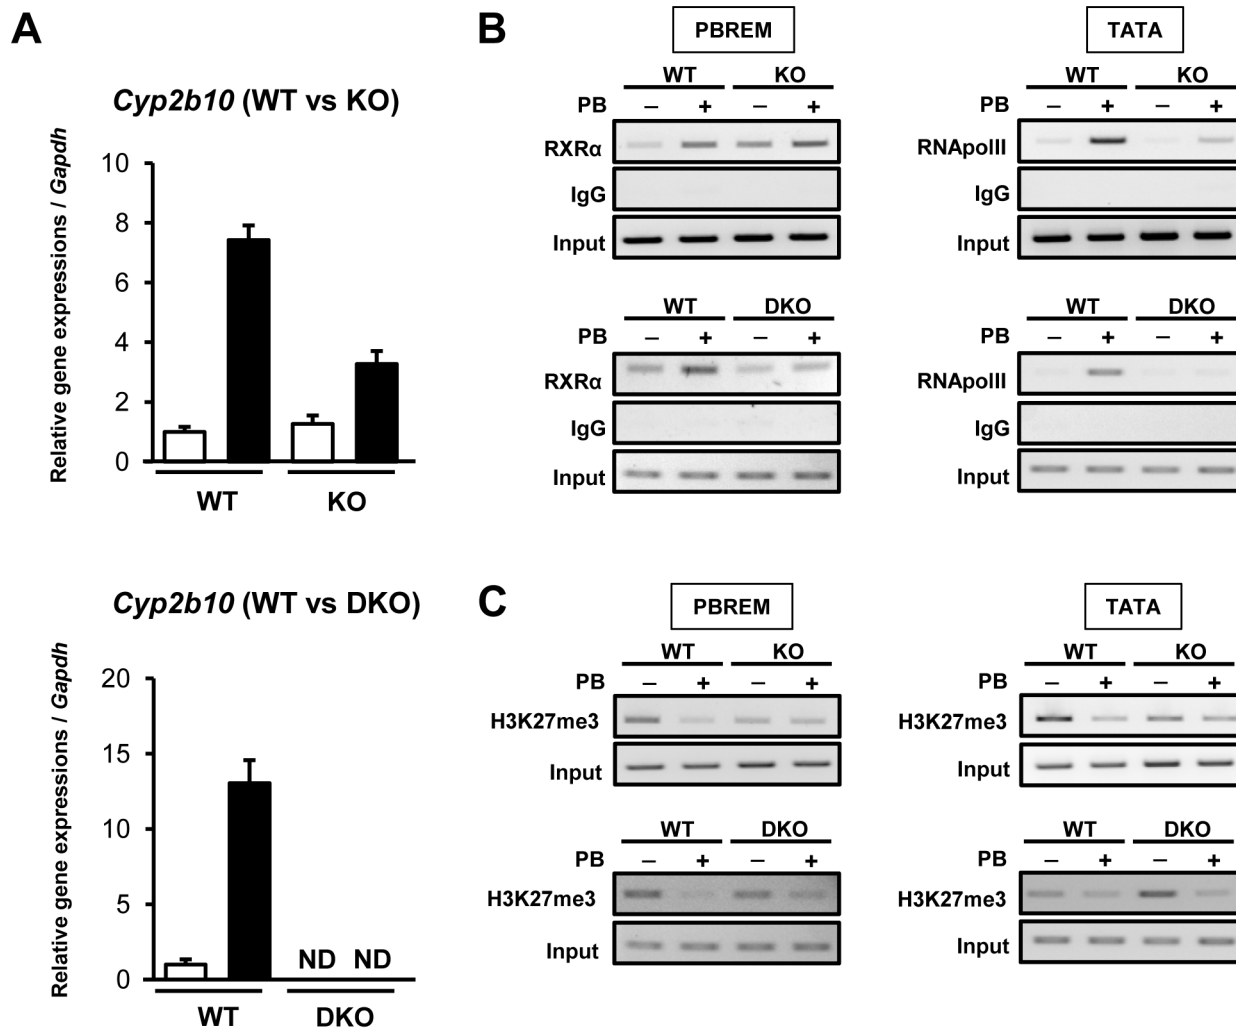 A
Cyp2b10 (WT vs KO)
Relative gene expressions / Gapdh
10
8
6
4
2
0
WT KO
Cyp2b10 (WT vs DKO)
Relative gene expressions / Gapdh
20
15
10
5
0
ND ND
WT DKO
B
PBREM
WT KO
PB – + – +
RXRα
IgG
Input
WT DKO
PB – + – +
RXRα
IgG
Input
TATA
WT KO
PB – + – +
RNApolII
IgG
Input
WT DKO
PB – + – +
RNApolII
IgG
Input
C
PBREM
WT KO
PB – + – +
H3K27me3
Input
WT DKO
PB – + – +
H3K27me3
Input
TATA
WT KO
PB – + – +
H3K27me3
Input
WT DKO
PB – + – +
H3K27me3
Input